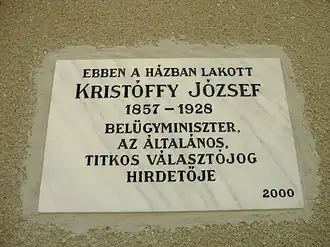 EBBEN A HÁZBAN LAKOTT
KRISTÓFFY JÓZSEF
1857 – 1928
BELÜGYMINISZTER,
AZ ÁLTALÁNOS,
TITKOS VÁLASZTÓJOG
HIRDETŐJE
2000